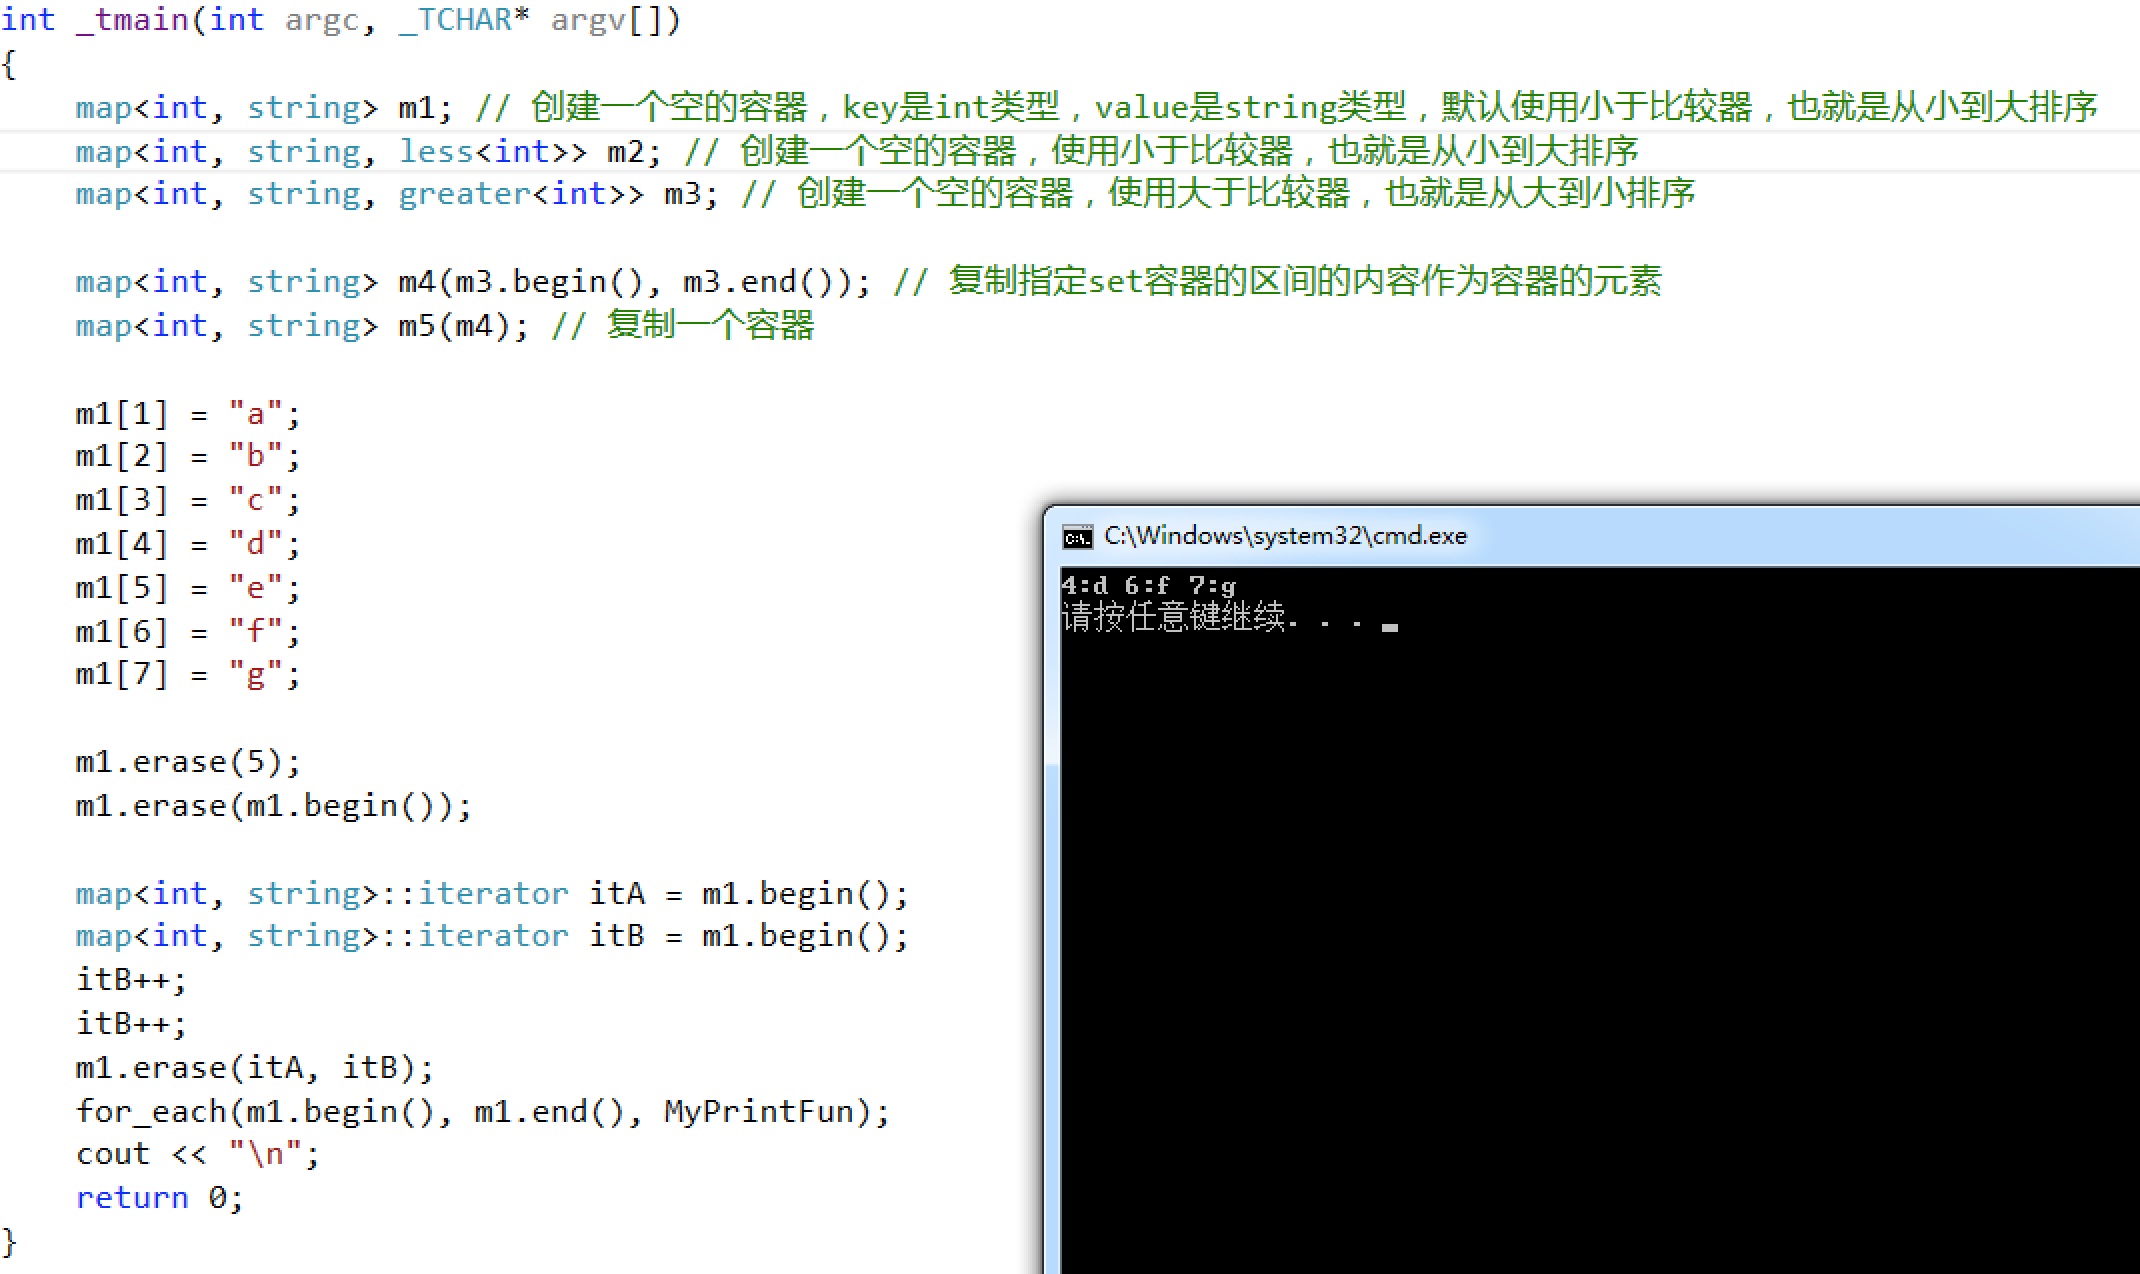 int _tmain(int argc, _TCHAR* argv[])
{
map<int, string> m1; // 创建一个空的容器，key是int类型，value是string类型，默认使用小于比较器，也就是从小到大排序
map<int, string, less<int>> m2; // 创建一个空的容器，使用小于比较器，也就是从小到大排序
map<int, string, greater<int>> m3; // 创建一个空的容器，使用大于比较器，也就是从大到小排序
map<int, string> m4(m3.begin(), m3.end()); // 复制指定set容器的区间的内容作为容器的元素
map<int, string> m5(m4); // 复制一个容器
m1[1] = "a";
m1[2] = "b";
m1[3] = "c";
m1[4] = "d";
m1[5] = "e";
m1[6] = "f";
m1[7] = "g";
m1.erase(5);
m1.erase(m1.begin());
map<int, string>::iterator itA = m1.begin();
map<int, string>::iterator itB = m1.begin();
itB++;
itB++;
m1.erase(itA, itB);
for_each(m1.begin(), m1.end(), MyPrintFun);
cout << "\n";
return 0;
}
C:\Windows\system32\cmd.exe
4:d 6:f 7:g
请按任意键继续. . .